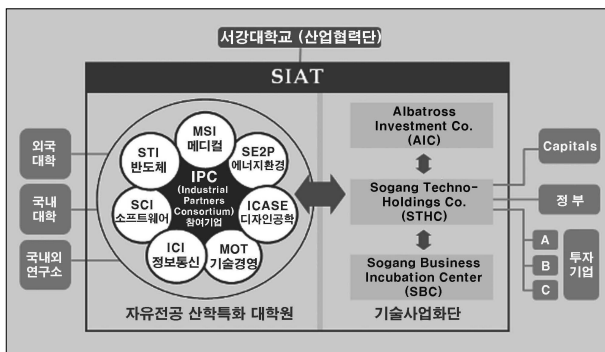 서강대학교 (산업협력단)
SIAT
외국
대학
국내
대학
국내외
연구소
MSI
메디컬
STI
반도체
SE2P
에너지환경
IPC
(Industrial
Partners
Consortium)
참여기업
SCI
소프트웨어
ICASE
디자인공학
ICI
정보통신
MOT
기술경영
자유전공 산학특화 대학원
Albatross
Investment Co.
(AIC)
Sogang Techno-
Holdings Co.
(STHC)
Sogang Business
Incubation Center
(SBC)
기술사업화단
Capitals
정 부
A
B
C
투자
기업